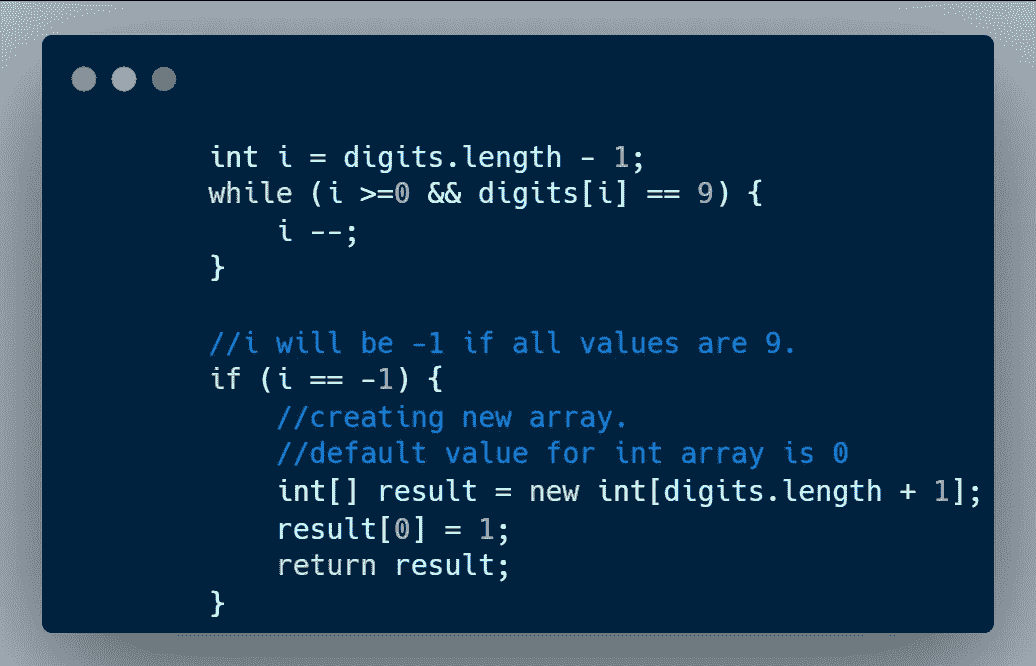 int i = digits.length - 1;
while (i >=0 && digits[i] == 9) {
i --;
}
//i will be -1 if all values are 9.
if (i == -1) {
//creating new array.
//default value for int array is 0
int[] result = new int[digits.length + 1];
result[0] = 1;
return result;
}